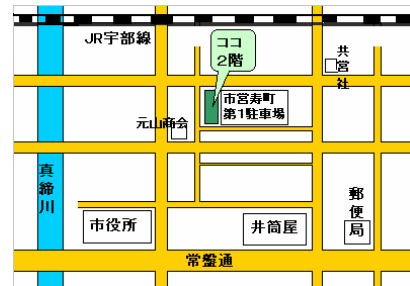 JR宇部線
ココ
2階
共営社
市営寿町
第1駐車場
元山商会
真締川
市役所
井筒屋
郵便局
常盤通